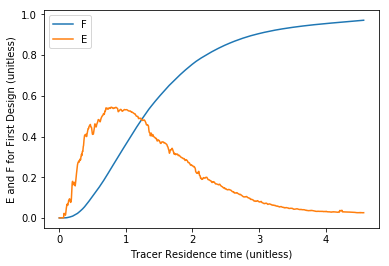 F
E
1.0
0.8
0.6
0.4
0.2
0.0
E and F for First Design (unitless)
0
1
2
3
4
Tracer Residence time (unitless)